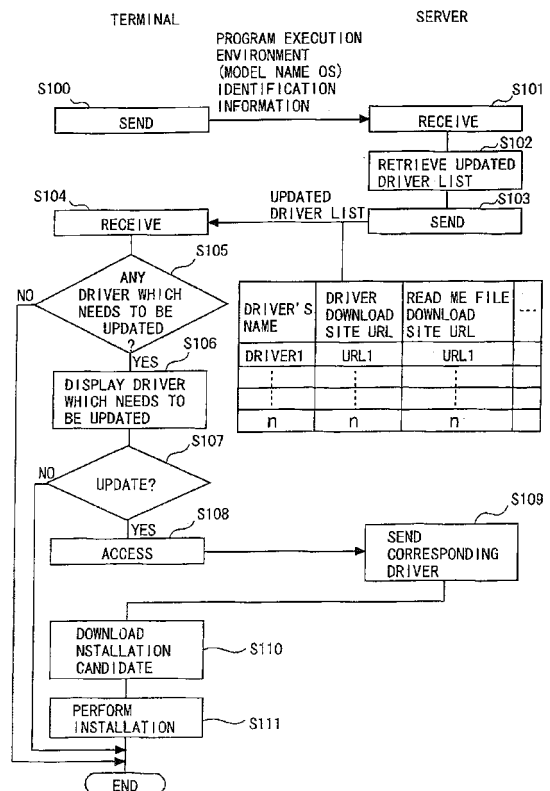 TERMINAL
SERVER
PROGRAM EXECUTION
ENVIRONMENT
(MODEL NAME OS)
IDENTIFICATION
INFORMATION
S100
SEND
S101
RECEIVE
S102
RETRIEVE UPDATED
DRIVER LIST
S103
SEND
UPDATED
DRIVER LIST
S104
RECEIVE
S105
ANY
DRIVER WHICH
NEEDS TO BE
UPDATED
?
NO
YES
DRIVER'S
NAME
DRIVER
DOWNLOAD
SITE URL
READ ME FILE
DOWNLOAD
SITE URL
DRIVER1
URL1
URL1
n
n
n
S106
DISPLAY DRIVER
WHICH NEEDS TO
BE UPDATED
S107
NO
UPDATE?
YES
S108
ACCESS
S109
SEND
CORRESPONDING
DRIVER
DOWNLOAD
NSTALLATION
CANDIDATE
S110
PERFORM
INSTALLATION
S111
END